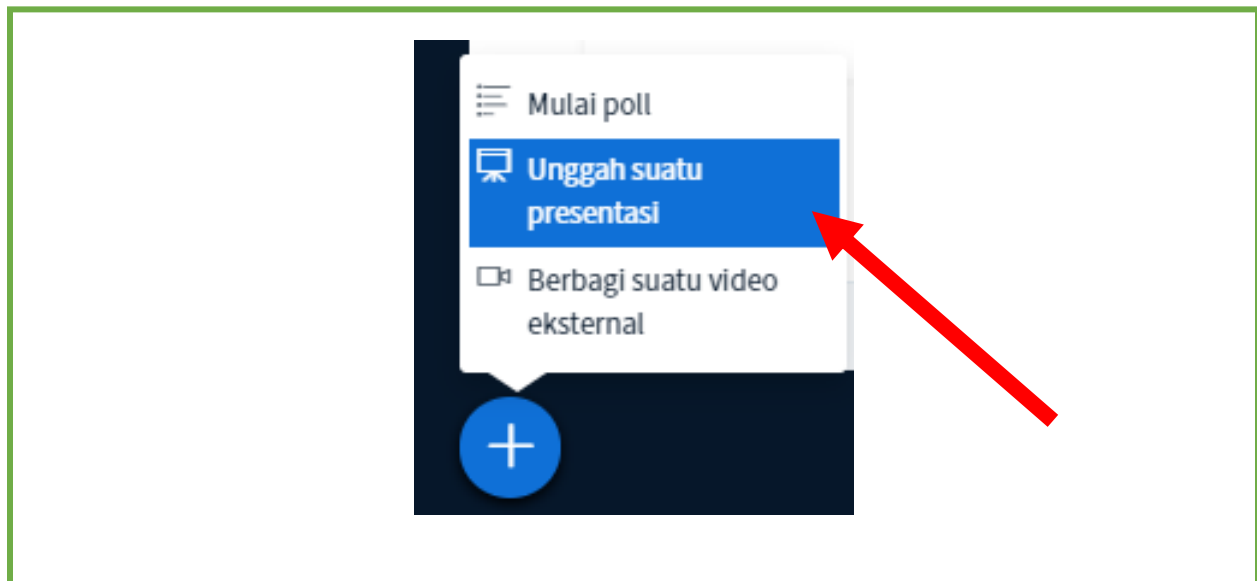 Mulai poll
Unggah suatu
presentasi
Berbagi suatu video
eksternal